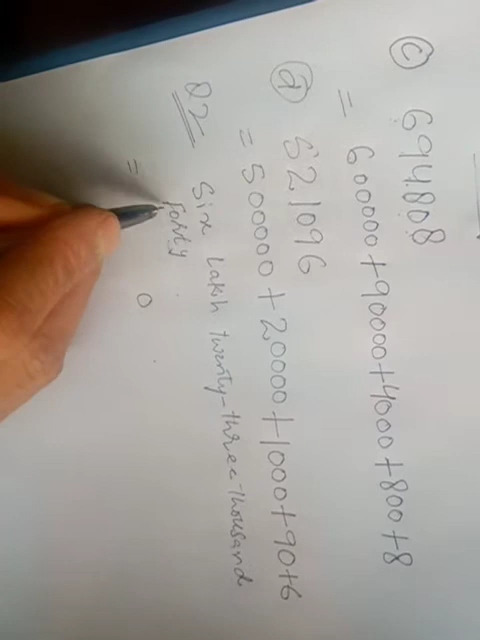 (c) 694808
= 600000+90000+4000+800+8
(d) 521096
= 500000+20000+1000+90+6
Q2 Six lakh twenty-three-thousand
Forty
= 0